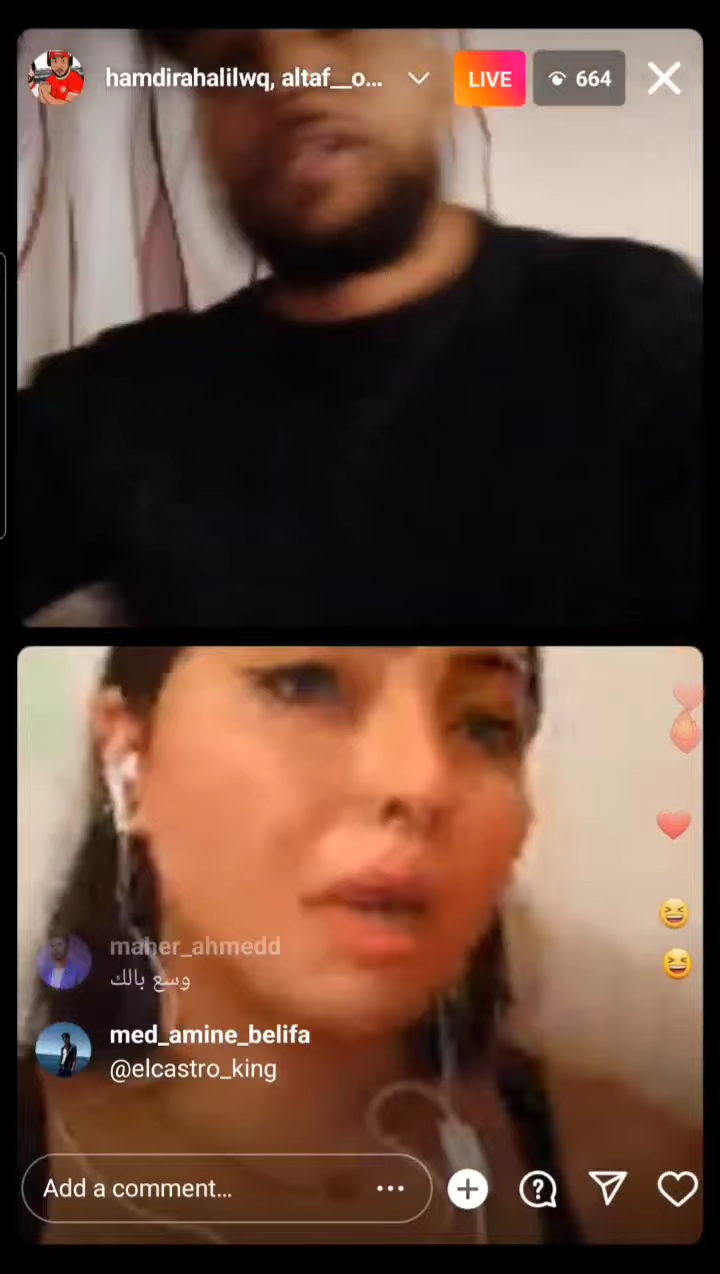 hamdirahalilwq, altaf__o...
LIVE
664
maher_ahmedd
وسع بالك
med_amine_belifa
@elcastro_king
Add a comment...